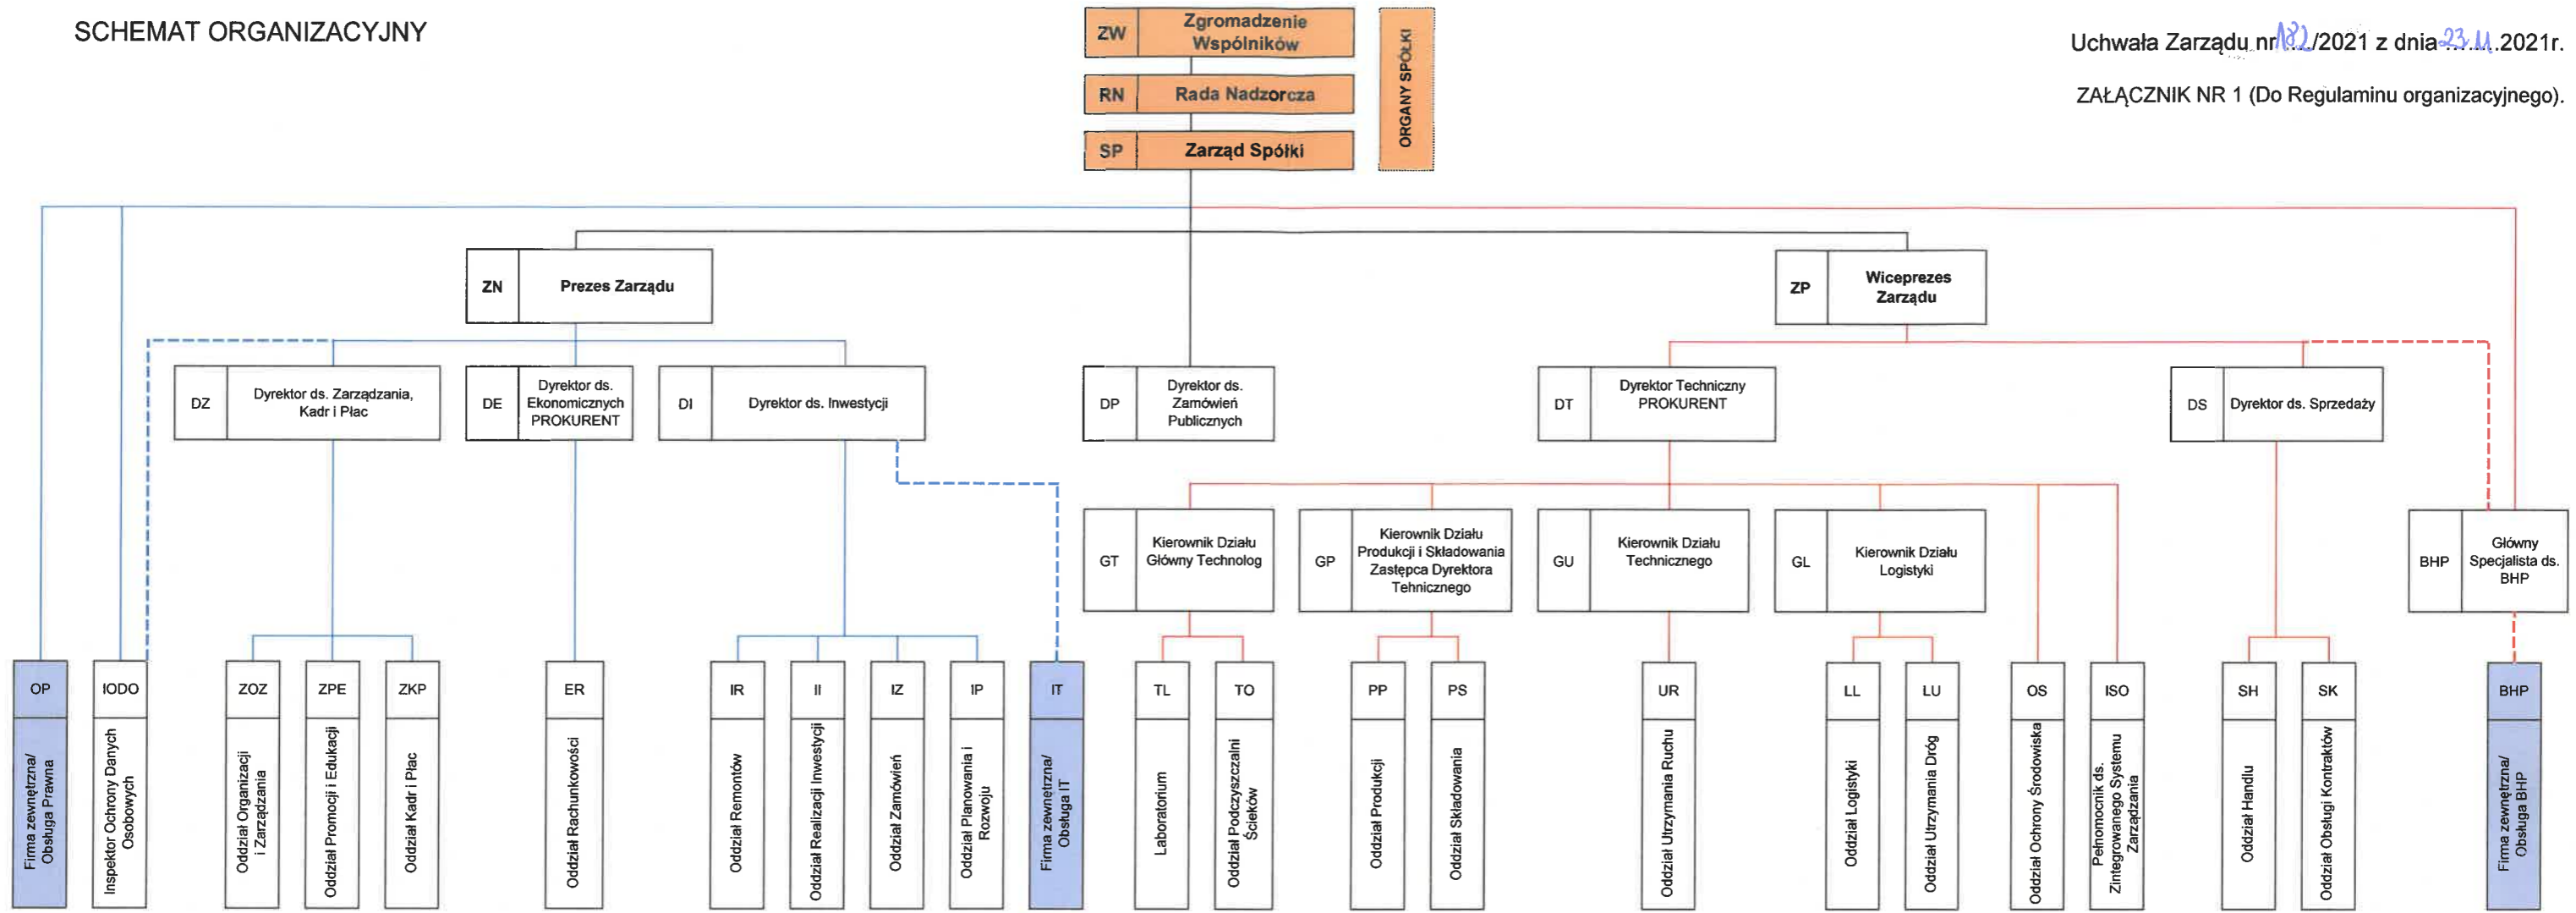 SCHEMAT ORGANIZACYJNY
ZW
Zgromadzenie
Wspólników
RN
Rada Nadzorcza
SP
Zarząd Spółki
ORGANY SPÓŁKI
Uchwała Zarządu nr 182/2021 z dnia 23.11.2021r.
ZAŁĄCZNIK NR 1 (Do Regulaminu organizacyjnego).
ZN
Prezes Zarządu
ZP
Wiceprezes
Zarządu
DZ
Dyrektor ds. Zarządzania,
Kadr i Płac
DE
Dyrektor ds.
Ekonomicznych
PROKURENT
DI
Dyrektor ds. Inwestycji
DP
Dyrektor ds.
Zamówień
Publicznych
DT
Dyrektor Techniczny
PROKURENT
DS
Dyrektor ds. Sprzedaży
GT
Kierownik Działu
Główny Technolog
GP
Kierownik Działu
Produkcji i Składowania
Zastępca Dyrektora
Tehnicznego
GU
Kierownik Działu
Technicznego
GL
Kierownik Działu
Logistyki
BHP
Główny
Specjalista ds.
BHP
OP
Firma zewnętrzna/
Obsługa Prawna
IODO
Inspektor Ochrony Danych
Osobowych
ZOZ
Oddział Organizacji
i Zarządzania
ZPE
Oddział Promocji i Edukacji
ZKP
Oddział Kadr i Płac
ER
Oddział Rachunkowości
IR
Oddział Remontów
II
Oddział Realizacji Inwestycji
IZ
Oddział Zamówień
IP
Oddział Planowania i
Rozwoju
IT
Firma zewnętrzna/
Obsługa IT
TL
Laboratorium
TO
Oddział Podczyszczalni
Ścieków
PP
Oddział Produkcji
PS
Oddział Składowania
UR
Oddział Utrzymania Ruchu
LL
Oddział Logistyki
LU
Oddział Utrzymania Dróg
OS
Oddział Ochrony Środowiska
ISO
Pełnomocnik ds.
Zintegrowanego Systemu
Zarządzania
SH
Oddział Handlu
SK
Oddział Obsługi Kontraktów
BHP
Firma zewnętrzna/
Obsługa BHP